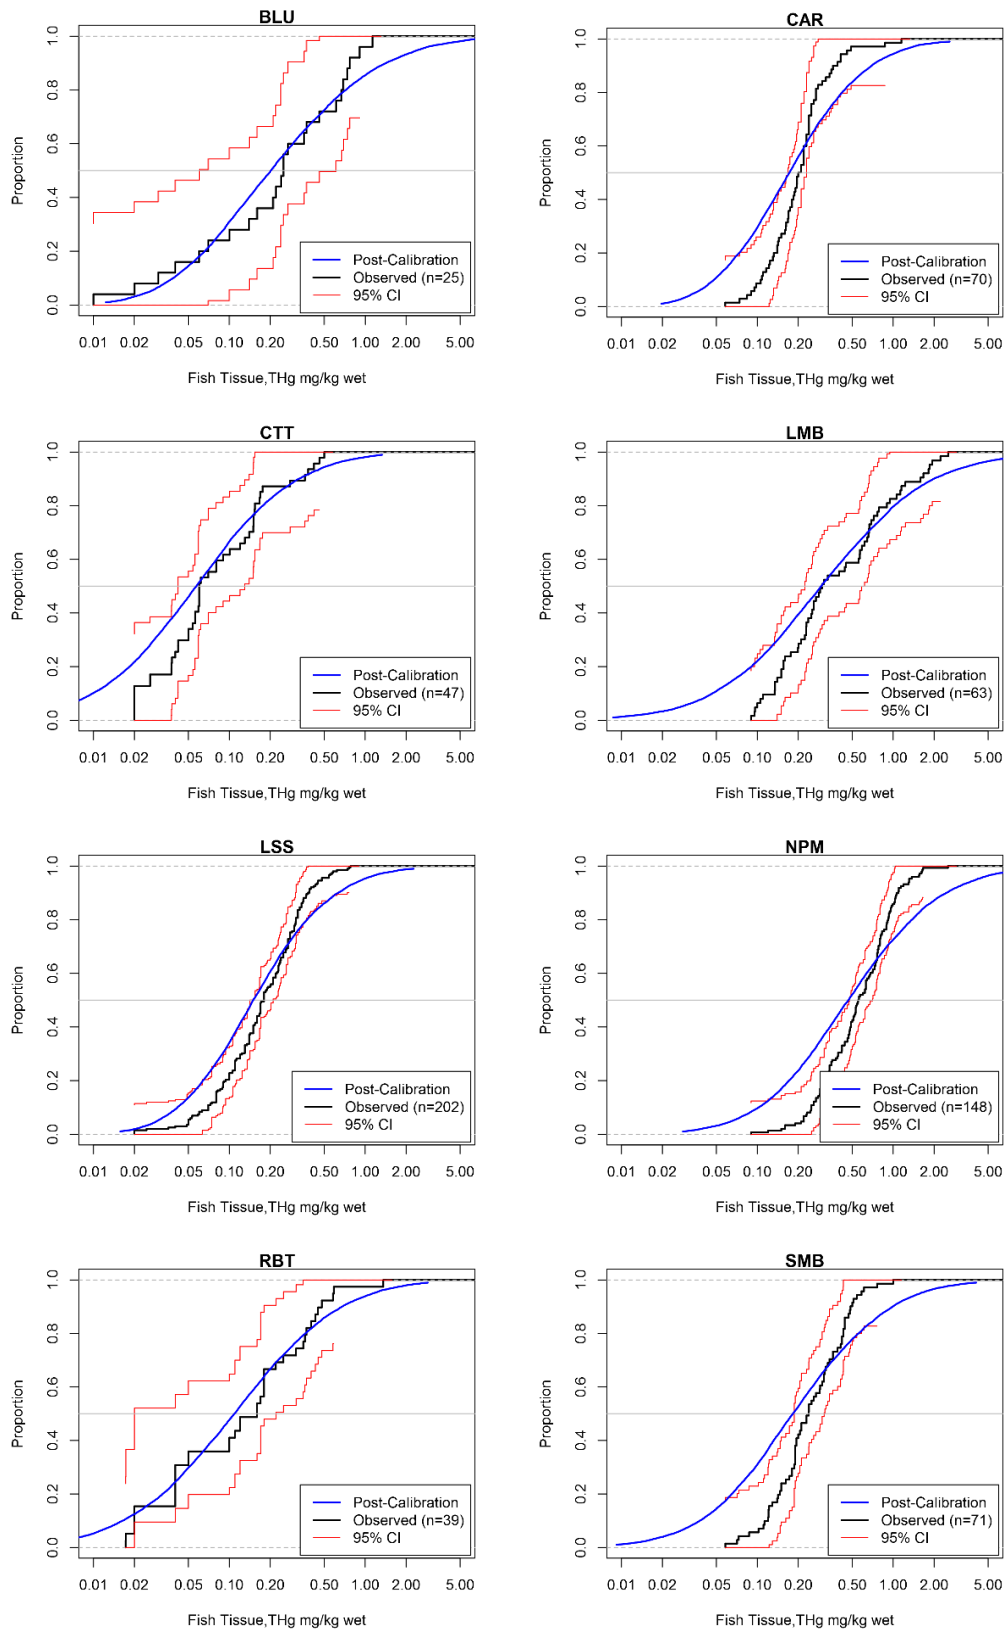 BLU
Proportion
0.0 0.2 0.4 0.6 0.8 1.0
Post-Calibration
Observed (n=25)
95% CI
0.01 0.02 0.05 0.10 0.20 0.50 1.00 2.00 5.00
Fish Tissue,THg mg/kg wet
CAR
Proportion
0.0 0.2 0.4 0.6 0.8 1.0
Post-Calibration
Observed (n=70)
95% CI
0.01 0.02 0.05 0.10 0.20 0.50 1.00 2.00 5.00
Fish Tissue,THg mg/kg wet
CTT
Proportion
0.0 0.2 0.4 0.6 0.8 1.0
Post-Calibration
Observed (n=47)
95% CI
0.01 0.02 0.05 0.10 0.20 0.50 1.00 2.00 5.00
Fish Tissue,THg mg/kg wet
LMB
Proportion
0.0 0.2 0.4 0.6 0.8 1.0
Post-Calibration
Observed (n=63)
95% CI
0.01 0.02 0.05 0.10 0.20 0.50 1.00 2.00 5.00
Fish Tissue,THg mg/kg wet
LSS
Proportion
0.0 0.2 0.4 0.6 0.8 1.0
Post-Calibration
Observed (n=202)
95% CI
0.01 0.02 0.05 0.10 0.20 0.50 1.00 2.00 5.00
Fish Tissue,THg mg/kg wet
NPM
Proportion
0.0 0.2 0.4 0.6 0.8 1.0
Post-Calibration
Observed (n=148)
95% CI
0.01 0.02 0.05 0.10 0.20 0.50 1.00 2.00 5.00
Fish Tissue,THg mg/kg wet
RBT
Proportion
0.0 0.2 0.4 0.6 0.8 1.0
Post-Calibration
Observed (n=39)
95% CI
0.01 0.02 0.05 0.10 0.20 0.50 1.00 2.00 5.00
Fish Tissue,THg mg/kg wet
SMB
Proportion
0.0 0.2 0.4 0.6 0.8 1.0
Post-Calibration
Observed (n=71)
95% CI
0.01 0.02 0.05 0.10 0.20 0.50 1.00 2.00 5.00
Fish Tissue,THg mg/kg wet